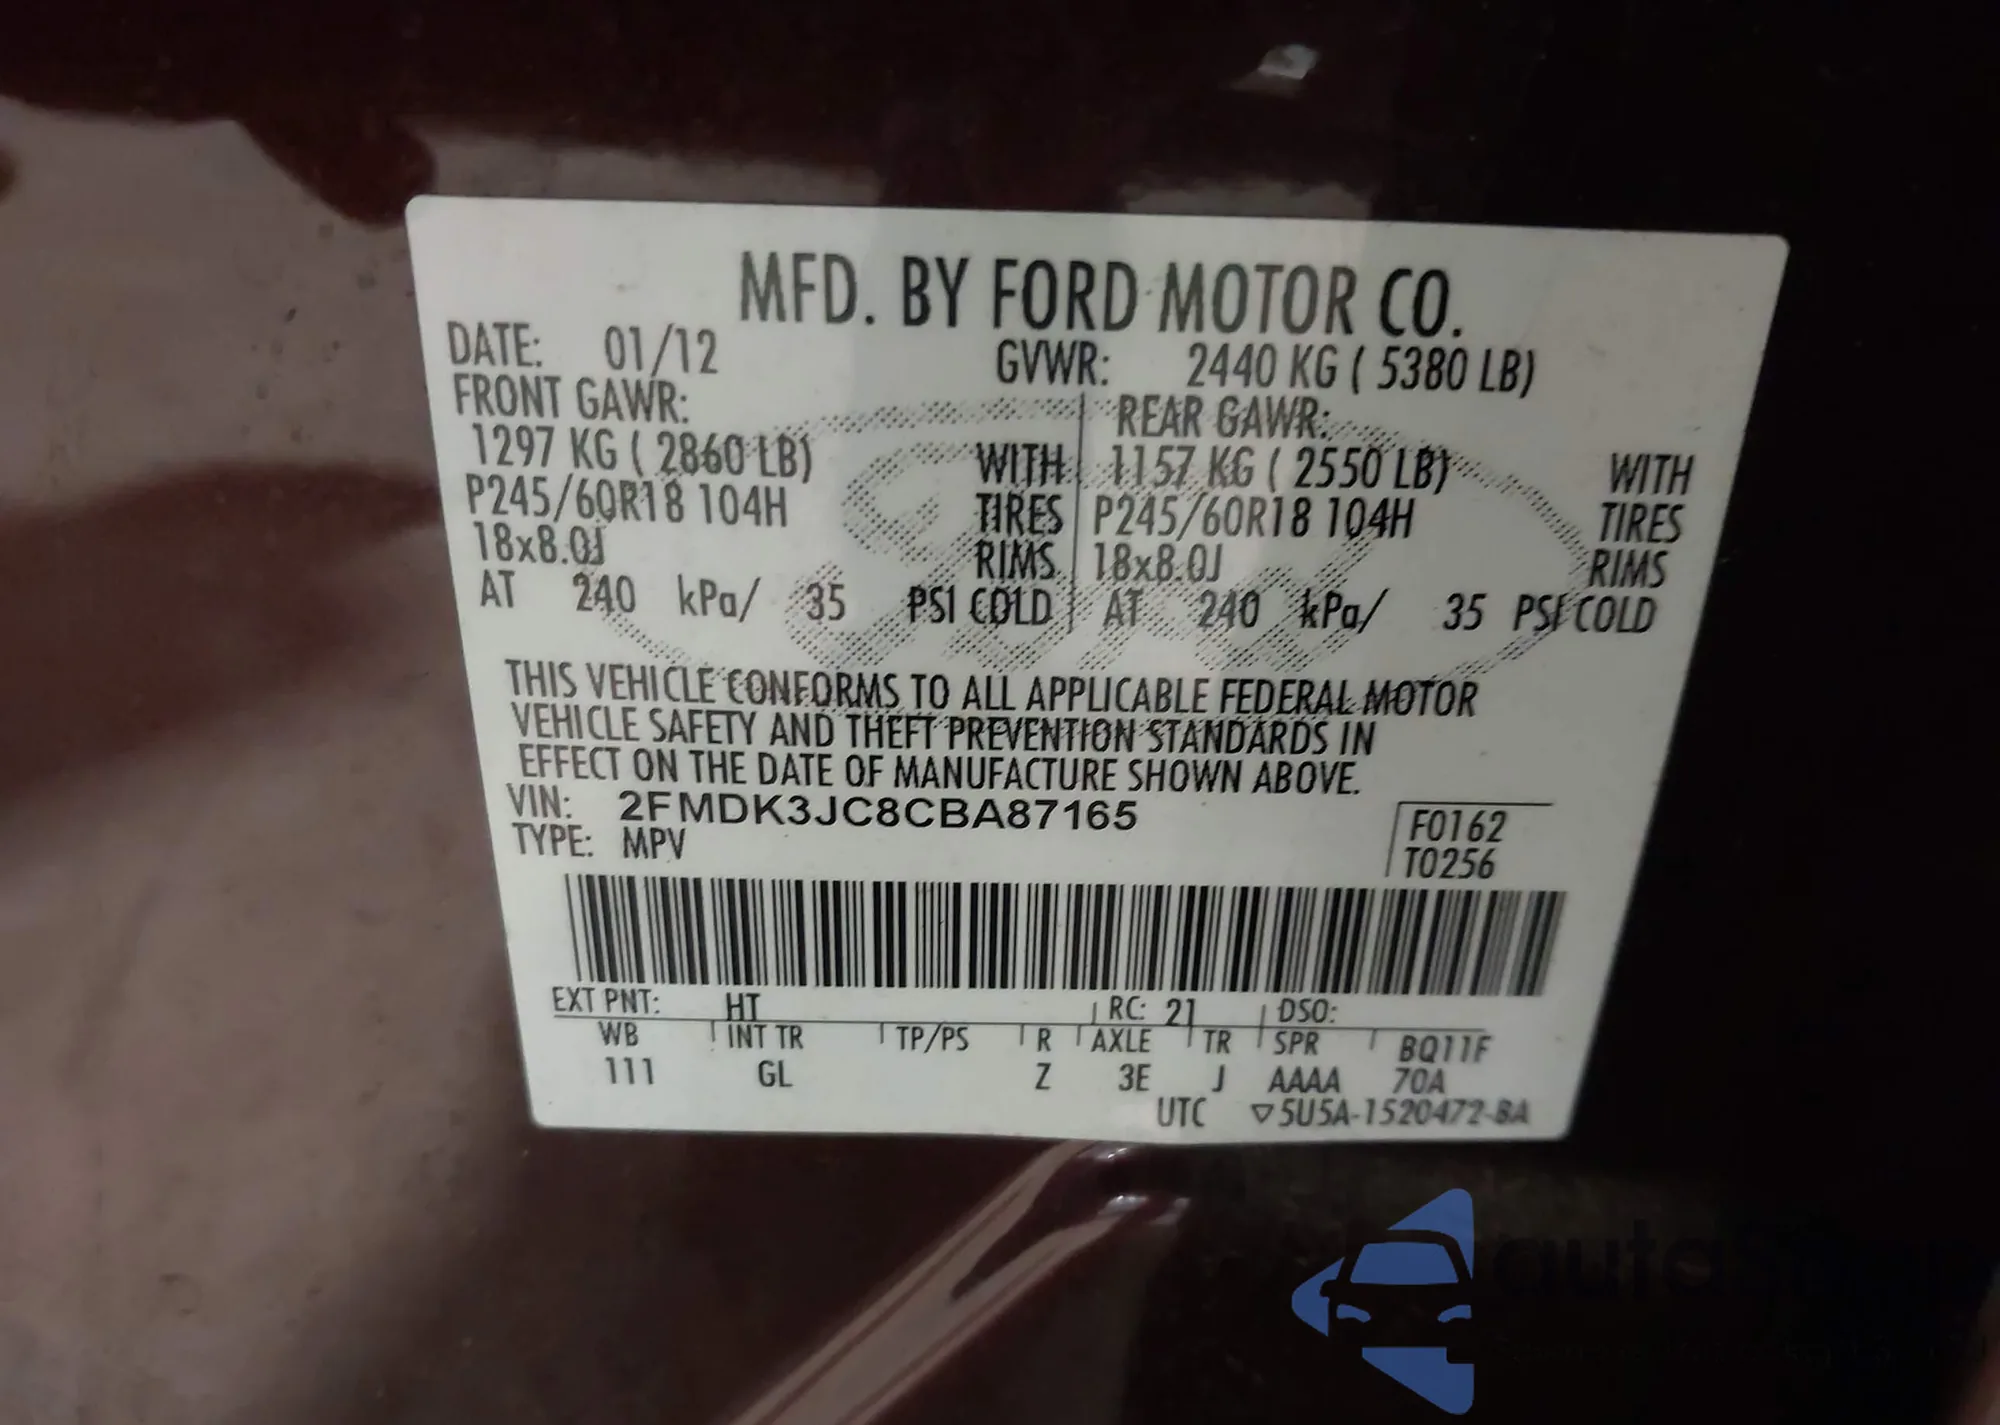 MFD. BY FORD MOTOR CO.
DATE: 01/12 GVWR: 2440 KG ( 5380 LB)
FRONT GAWR: REAR GAWR:
1297 KG ( 2860 LB) WITH 1157 KG ( 2550 LB) WITH
P245/60R18 104H TIRES P245/60R18 104H TIRES
18x8.0J RIMS 18x8.0J RIMS
AT 240 kPa/ 35 PSI COLD AT 240 kPa/ 35 PSI COLD
THIS VEHICLE CONFORMS TO ALL APPLICABLE FEDERAL MOTOR
VEHICLE SAFETY AND THEFT PREVENTION STANDARDS IN
EFFECT ON THE DATE OF MANUFACTURE SHOWN ABOVE.
VIN: 2FMDK3JC8CBA87165
TYPE: MPV
F0162
T0256
EXT PNT: HT RC: 21 DSO:
WB INT TR TP/PS R AXLE TR SPR BQ11F
111 GL Z 3E J AAAA 70A
UTC ▽5U5A-1520472-BA